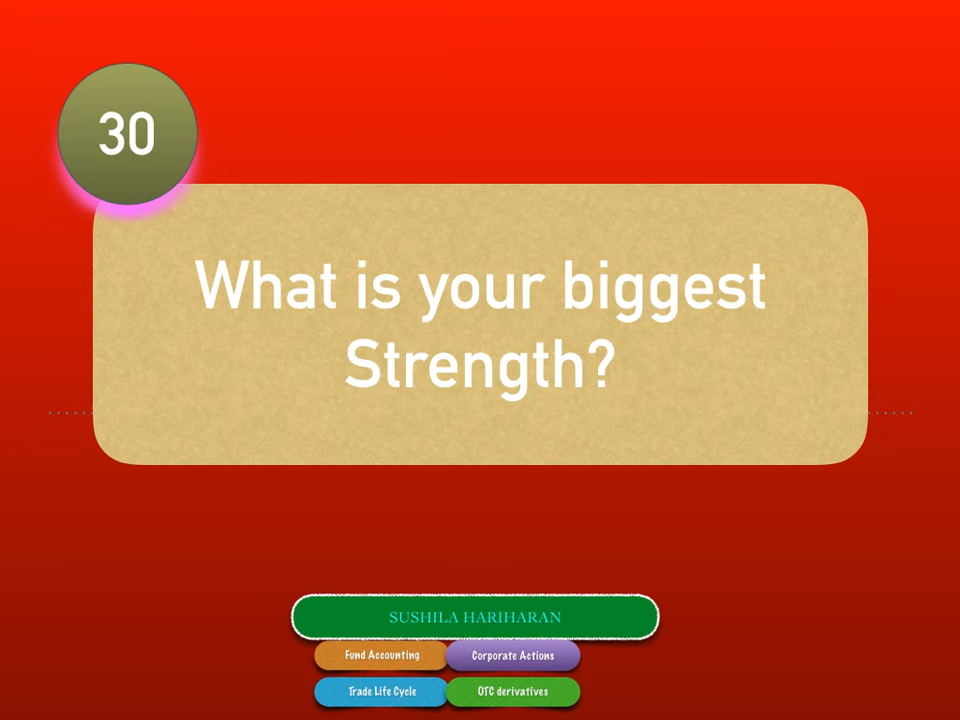 30
What is your biggest
Strength?
SUSHILA HARIHARAN
Fund Accounting
Corporate Actions
Trade Life Cycle
OTC derivatives